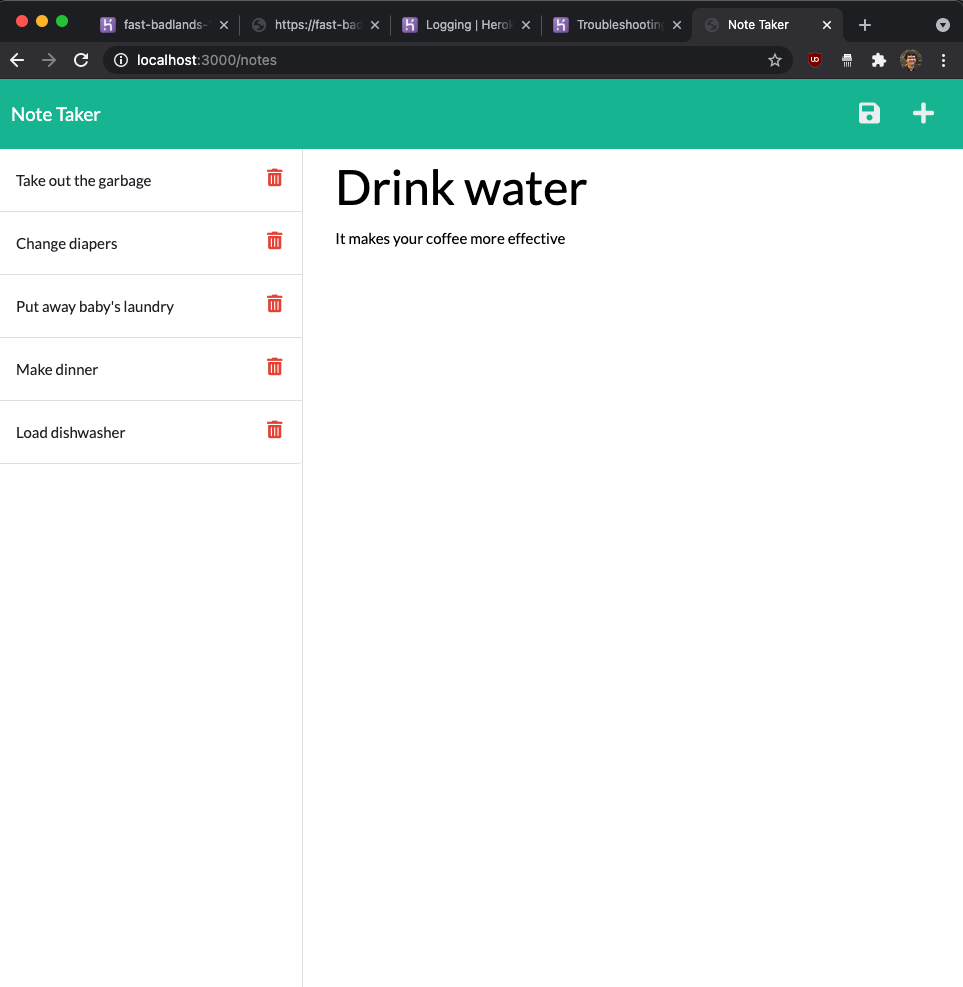 fast-badlands-
https://fast-bad
Logging | Herok
Troubleshooting
Note Taker
localhost:3000/notes
Note Taker
Take out the garbage
Change diapers
Put away baby's laundry
Make dinner
Load dishwasher
Drink water
It makes your coffee more effective